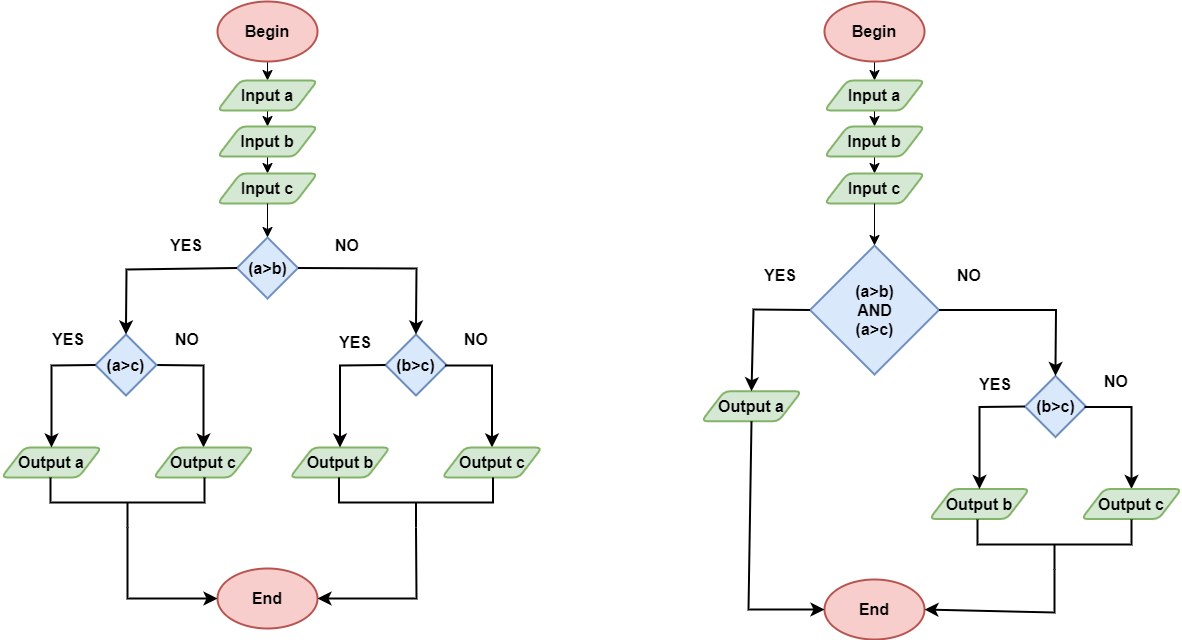 Begin
Input a
Input b
Input c
YES
NO
(a>b)
YES
NO
(a>c)
YES
NO
(b>c)
Output a
Output c
Output b
Output c
End
Begin
Input a
Input b
Input c
YES
NO
(a>b)
AND
(a>c)
Output a
YES
NO
(b>c)
Output b
Output c
End